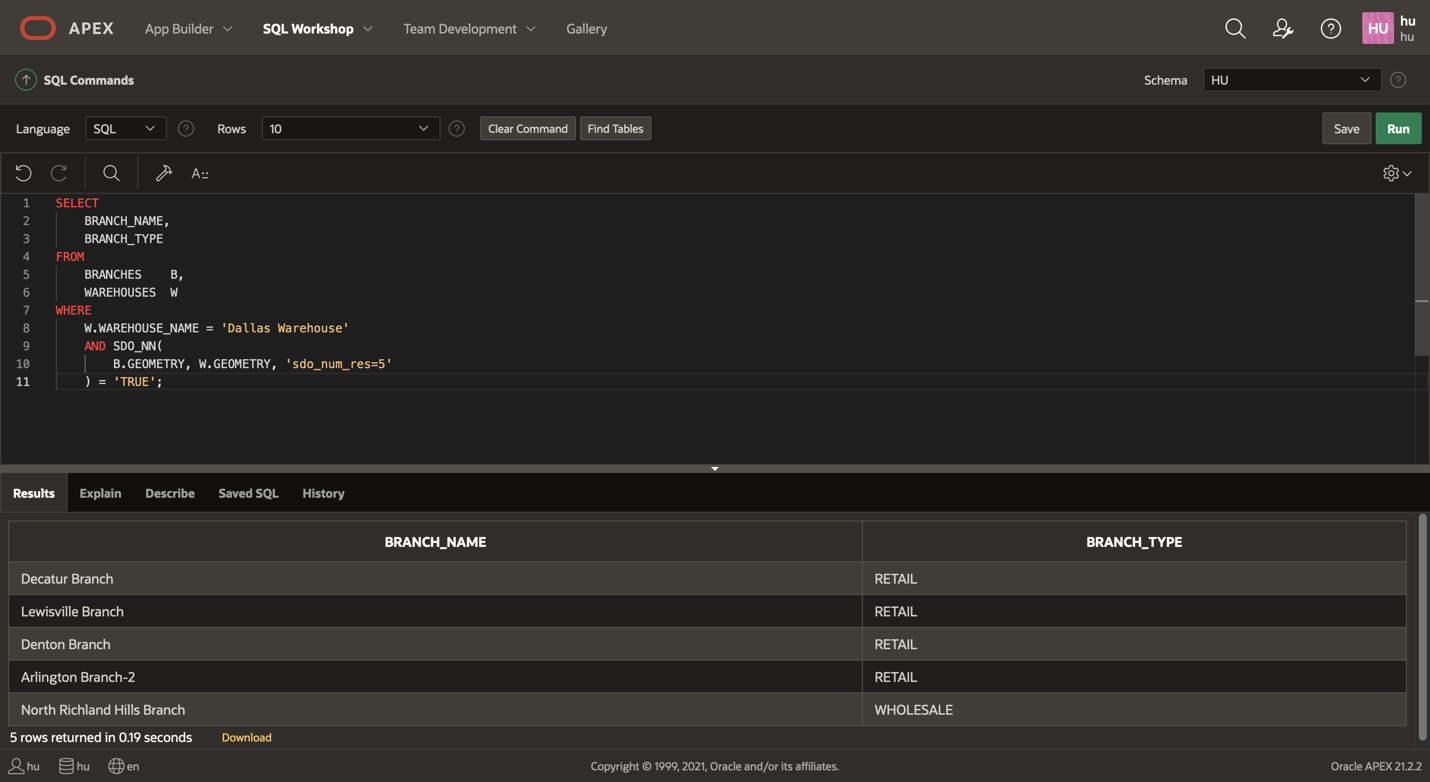 APEX App Builder SQL Workshop Team Development Gallery ? HU hu
hu
SQL Commands Schema HU ?
Language SQL ? Rows 10 ? Clear Command Find Tables Save Run
A::
1 SELECT
2 BRANCH_NAME,
3 BRANCH_TYPE
4 FROM
5 BRANCHES B,
6 WAREHOUSES W
7 WHERE
8 W.WAREHOUSE_NAME = 'Dallas Warehouse'
9 AND SDO_NN(
10 B.GEOMETRY, W.GEOMETRY, 'sdo_num_res=5'
11 ) = 'TRUE';
Results Explain Describe Saved SQL History
BRANCH_NAME BRANCH_TYPE
Decatur Branch RETAIL
Lewisville Branch RETAIL
Denton Branch RETAIL
Arlington Branch-2 RETAIL
North Richland Hills Branch WHOLESALE
5 rows returned in 0.19 seconds Download
hu hu en Copyright © 1999, 2021, Oracle and/or its affiliates. Oracle APEX 21.2.2